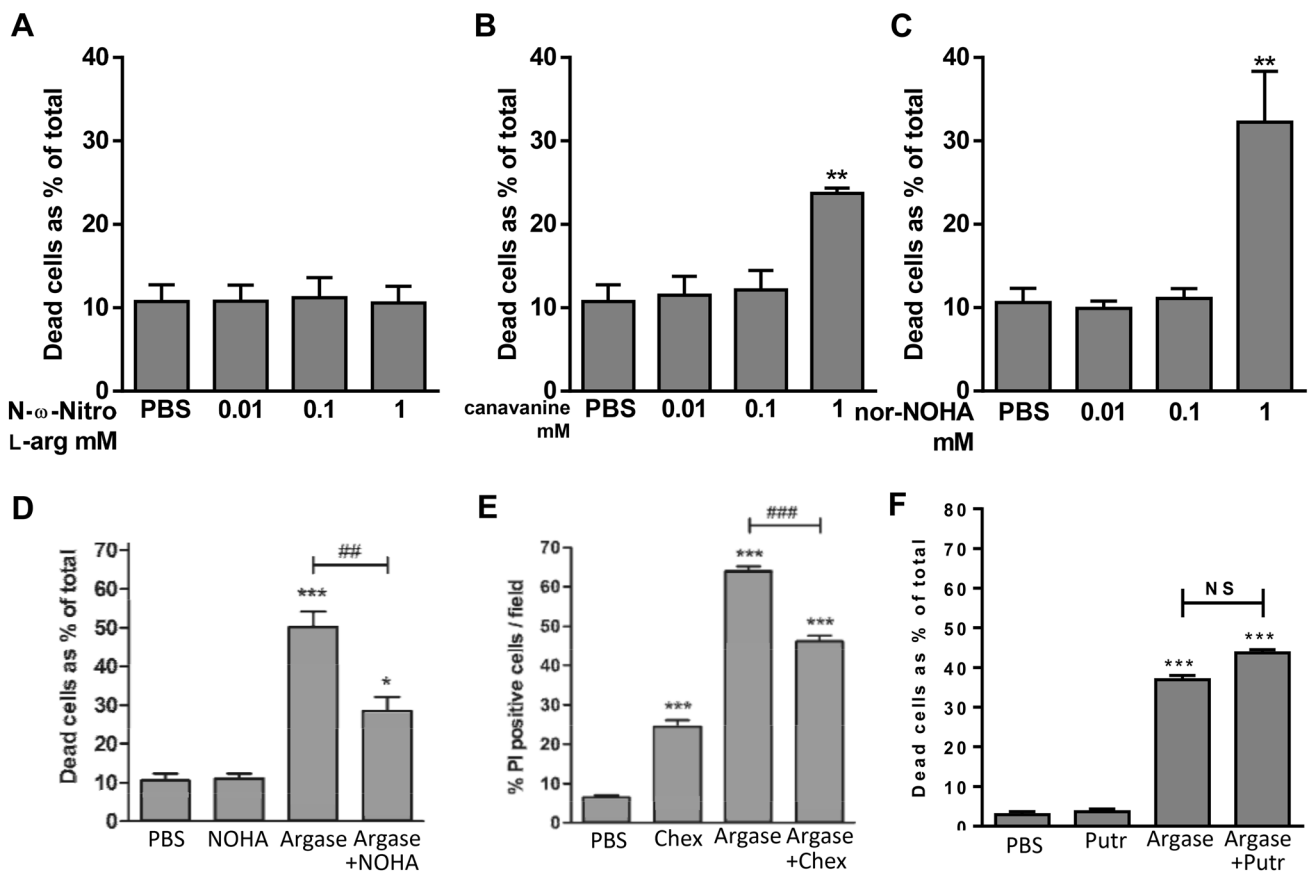 A
Dead cells as % of total
40
30
20
10
0
N-ω-Nitro
L-arg mM
PBS 0.01 0.1 1
B
Dead cells as % of total
40
30
20
10
0
**
canavanine
mM
PBS 0.01 0.1 1
C
Dead cells as % of total
40
30
20
10
0
**
nor-NOHA
mM
PBS 0.01 0.1 1
D
Dead cells as % of total
70
60
50
40
30
20
10
0
##
***
*
PBS NOHA Argase Argase
+NOHA
E
% PI positive cells / field
70
60
50
40
30
20
10
0
###
***
***
***
PBS Chex Argase Argase
+Chex
F
Dead cells as % of total
80
70
60
50
40
30
20
10
0
NS
***
***
PBS Putr Argase Argase
+Putr